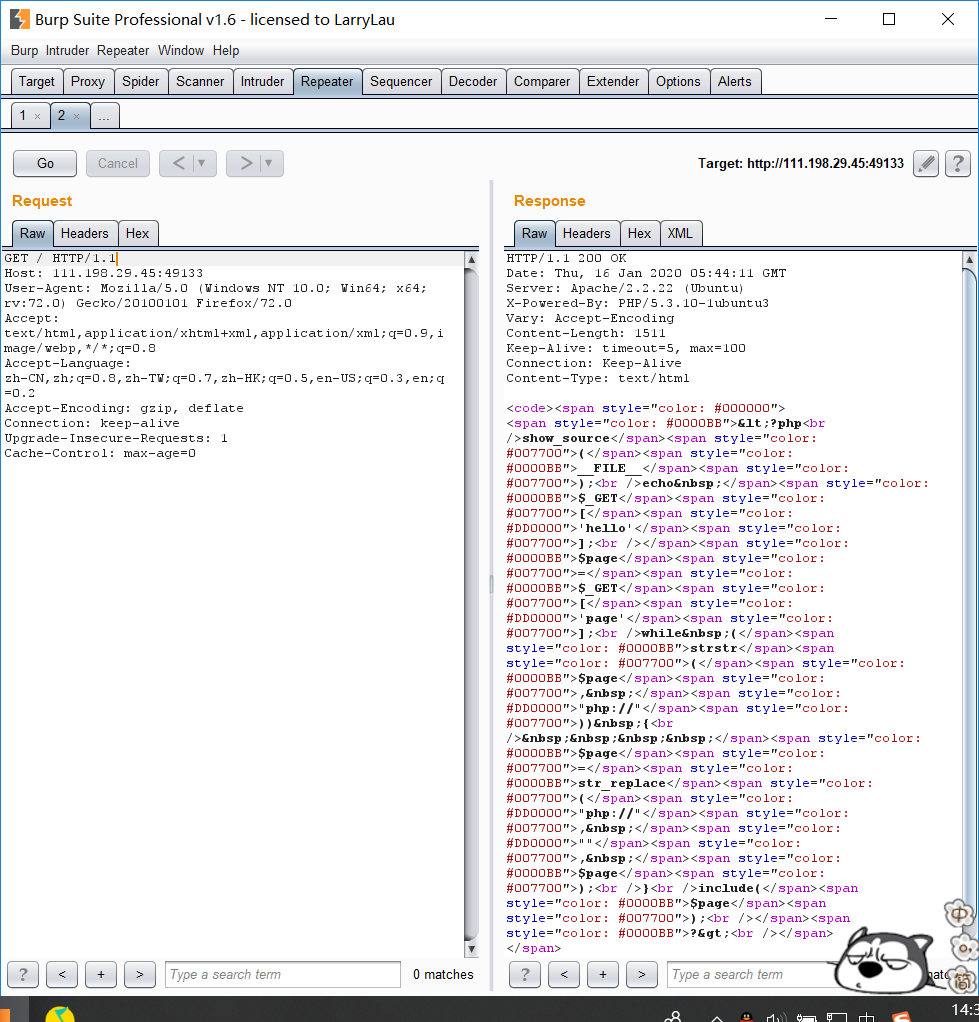 Burp Suite Professional v1.6 - licensed to LarryLau
Burp Intruder Repeater Window Help
Target Proxy Spider Scanner Intruder Repeater Sequencer Decoder Comparer Extender Options Alerts
1 × 2 × ...
Go Cancel < > Target: http://111.198.29.45:49133 ?
Request
Raw Headers Hex
GET / HTTP/1.1
Host: 111.198.29.45:49133
User-Agent: Mozilla/5.0 (Windows NT 10.0; Win64; x64;
rv:72.0) Gecko/20100101 Firefox/72.0
Accept:
text/html,application/xhtml+xml,application/xml;q=0.9,i
mage/webp,*/*;q=0.8
Accept-Language:
zh-CN,zh;q=0.8,zh-TW;q=0.7,zh-HK;q=0.5,en-US;q=0.3,en;q
=0.2
Accept-Encoding: gzip, deflate
Connection: keep-alive
Upgrade-Insecure-Requests: 1
Cache-Control: max-age=0
? < + > Type a search term 0 matches
Response
Raw Headers Hex XML
HTTP/1.1 200 OK
Date: Thu, 16 Jan 2020 05:44:11 GMT
Server: Apache/2.2.22 (Ubuntu)
X-Powered-By: PHP/5.3.10-1ubuntu3
Vary: Accept-Encoding
Content-Length: 1511
Keep-Alive: timeout=5, max=100
Connection: Keep-Alive
Content-Type: text/html
<code><span style="color: #000000">
<span style="color: #0000BB">&lt;?php<br
/>show_source</span><span style="color:
#007700">(</span><span style="color:
#0000BB">__FILE__</span><span style="color:
#007700">);<br />echo&nbsp;</span><span style="color:
#0000BB">$_GET</span><span style="color:
#007700">[</span><span style="color:
#DD0000">'hello'</span><span style="color:
#007700">];<br /></span><span style="color:
#0000BB">$page</span><span style="color:
#007700">=</span><span style="color:
#0000BB">$_GET</span><span style="color:
#007700">[</span><span style="color:
#DD0000">'page'</span><span style="color:
#007700">];<br />while&nbsp;(</span><span
style="color: #0000BB">strstr</span><span
style="color: #007700">(</span><span style="color:
#0000BB">$page</span><span style="color:
#007700">,&nbsp;</span><span style="color:
#DD0000">"php://"</span><span style="color:
#007700">))&nbsp;{<br
/>&nbsp;&nbsp;&nbsp;&nbsp;</span><span style="color:
#0000BB">$page</span><span style="color:
#007700">=</span><span style="color:
#0000BB">str_replace</span><span style="color:
#007700">(</span><span style="color:
#DD0000">"php://"</span><span style="color:
#007700">,&nbsp;</span><span style="color:
#DD0000">""</span><span style="color:
#007700">,&nbsp;</span><span style="color:
#0000BB">$page</span><span style="color:
#007700">);<br />}<br />include(</span><span
style="color: #0000BB">$page</span><span
style="color: #007700">);<br /></span><span
style="color: #0000BB">?&gt;<br /></span>
</span>
? < + > Type a search term
中
简
中
14:3